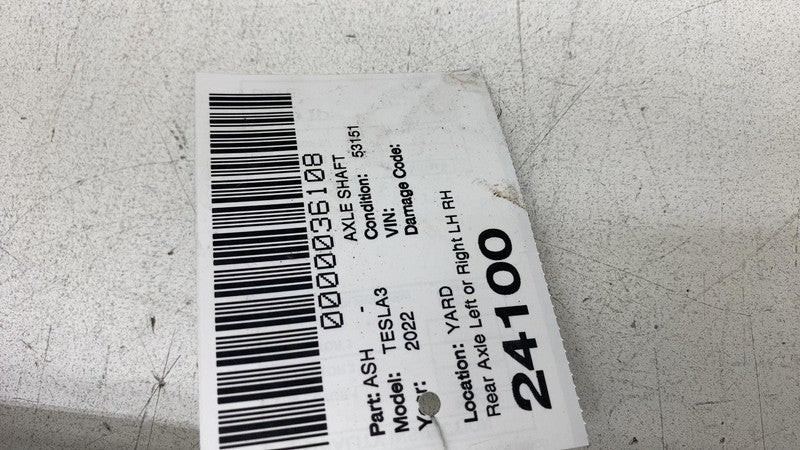 0000036108
Part: ASH - AXLE SHAFT
Model: TESLA3 Condition: 53151
Year: 2022 VIN:
Damage Code:
Location: YARD
Rear Axle Left or Right LH RH
24100